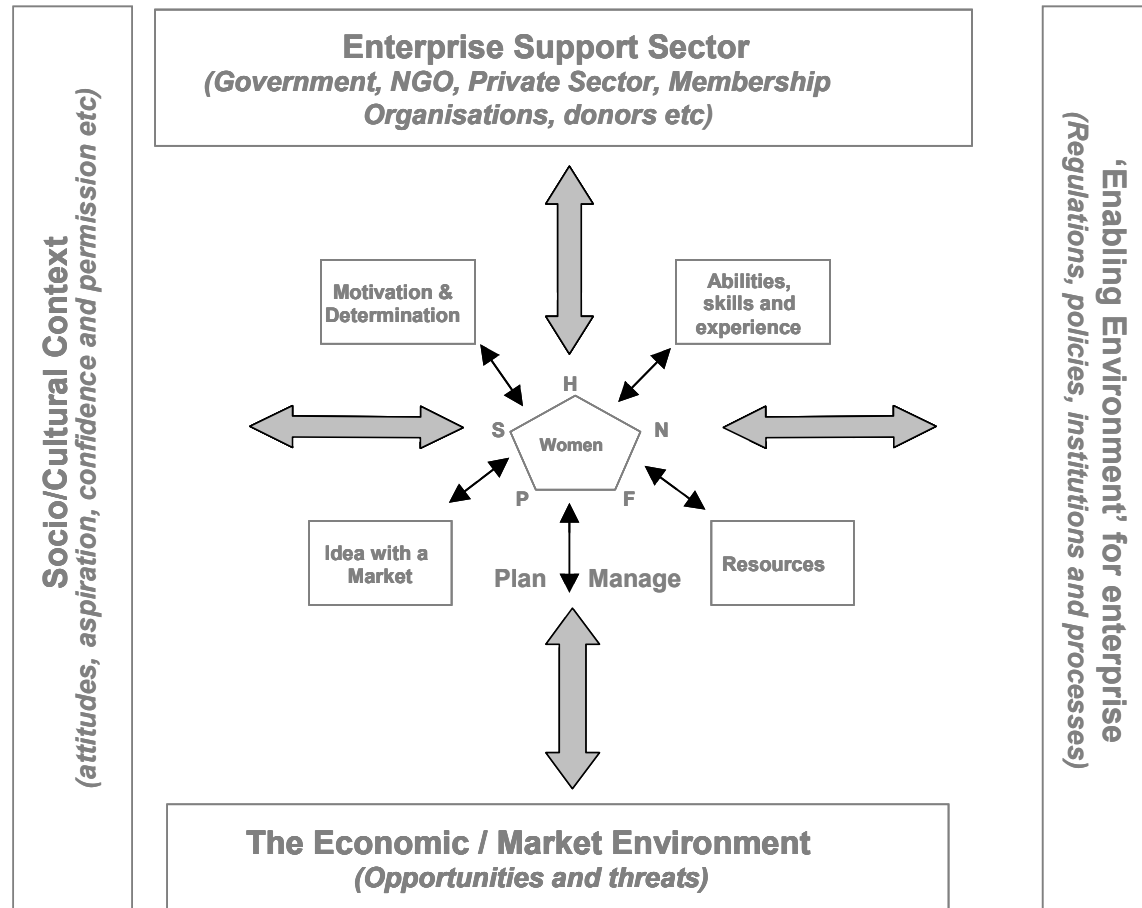 Enterprise Support Sector
(Government, NGO, Private Sector, Membership
Organisations, donors etc)
Socio/Cultural Context
(attitudes, aspiration, confidence and permission etc)
'Enabling Environment' for enterprise
(Regulations, policies, institutions and processes)
Motivation &
Determination
Abilities,
skills and
experience
H
S
Women
N
P
F
Idea with a
Market
Plan
Manage
Resources
The Economic / Market Environment
(Opportunities and threats)